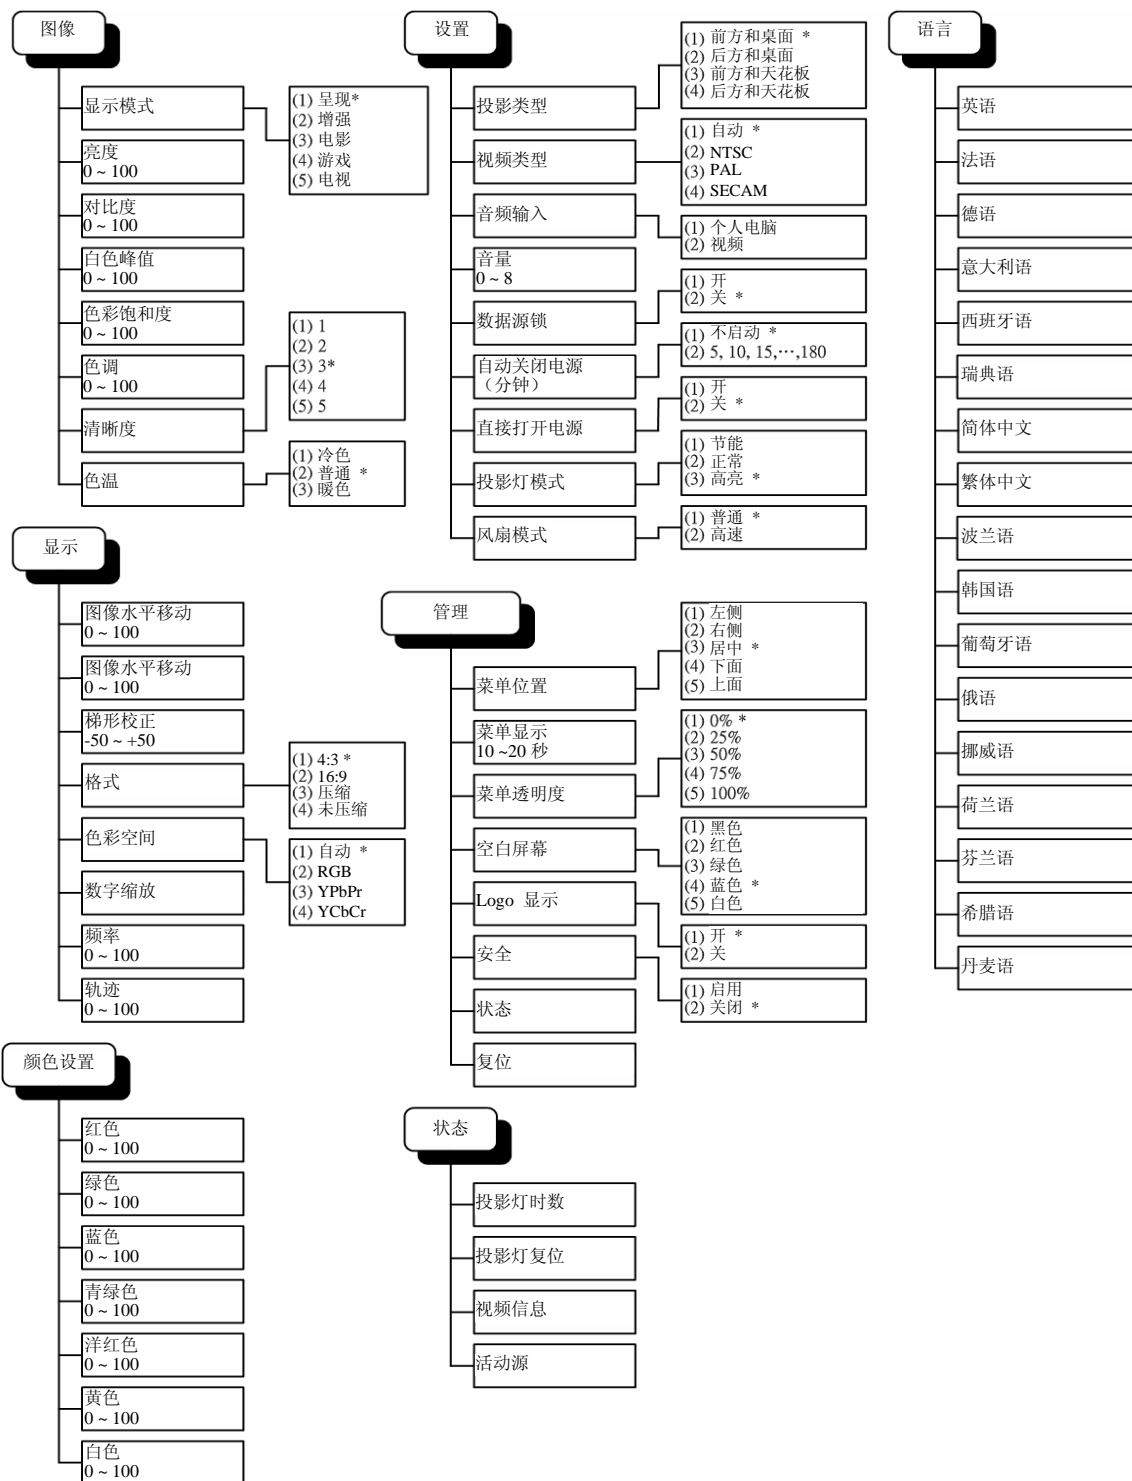 图像
显示模式
(1) 呈现*
(2) 增强
(3) 电影
(4) 游戏
(5) 电视
亮度
0 ~ 100
对比度
0 ~ 100
白色峰值
0 ~ 100
色彩饱和度
0 ~ 100
色调
0 ~ 100
清晰度
(1) 1
(2) 2
(3) 3*
(4) 4
(5) 5
色温
(1) 冷色
(2) 普通 *
(3) 暖色
显示
图像水平移动
0 ~ 100
图像水平移动
0 ~ 100
梯形校正
-50 ~ +50
格式
(1) 4:3 *
(2) 16:9
(3) 压缩
(4) 未压缩
色彩空间
(1) 自动 *
(2) RGB
(3) YPbPr
(4) YCbCr
数字缩放
频率
0 ~ 100
轨迹
0 ~ 100
颜色设置
红色
0 ~ 100
绿色
0 ~ 100
蓝色
0 ~ 100
青绿色
0 ~ 100
洋红色
0 ~ 100
黄色
0 ~ 100
白色
0 ~ 100
设置
投影类型
(1) 前方和桌面 *
(2) 后方和桌面
(3) 前方和天花板
(4) 后方和天花板
视频类型
(1) 自动 *
(2) NTSC
(3) PAL
(4) SECAM
音频输入
(1) 个人电脑
(2) 视频
音量
0 ~ 8
数据源锁
(1) 开
(2) 关 *
自动关闭电源
（分钟）
(1) 不启动 *
(2) 5, 10, 15,⋯,180
直接打开电源
(1) 开
(2) 关 *
投影灯模式
(1) 节能
(2) 正常
(3) 高亮 *
风扇模式
(1) 普通 *
(2) 高速
管理
菜单位置
(1) 左侧
(2) 右侧
(3) 居中 *
(4) 下面
(5) 上面
菜单显示
10 ~20 秒
菜单透明度
(1) 0% *
(2) 25%
(3) 50%
(4) 75%
(5) 100%
空白屏幕
(1) 黑色
(2) 红色
(3) 绿色
(4) 蓝色 *
(5) 白色
Logo 显示
(1) 开 *
(2) 关
安全
(1) 启用
(2) 关闭 *
状态
复位
状态
投影灯时数
投影灯复位
视频信息
活动源
语言
英语
法语
德语
意大利语
西班牙语
瑞典语
简体中文
繁体中文
波兰语
韩国语
葡萄牙语
俄语
挪威语
荷兰语
芬兰语
希腊语
丹麦语